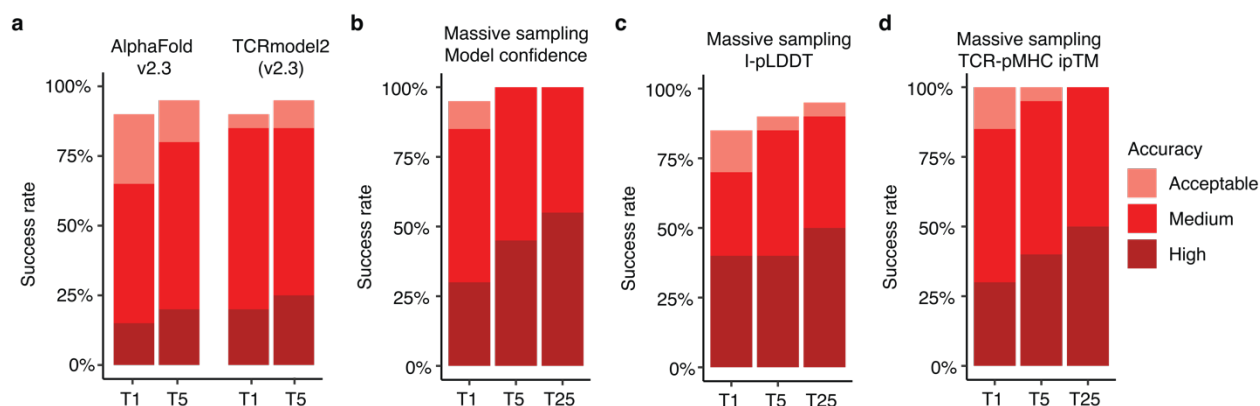 a
AlphaFold
v2.3
TCRmodel2
(v2.3)
Success rate
100%
75%
50%
25%
0%
T1
T5
T1
T5
b
Massive sampling
Model confidence
Success rate
100%
75%
50%
25%
0%
T1
T5
T25
c
Massive sampling
I-pLDDT
Success rate
100%
75%
50%
25%
0%
T1
T5
T25
d
Massive sampling
TCR-pMHC ipTM
Success rate
100%
75%
50%
25%
0%
T1
T5
T25
Accuracy
Acceptable
Medium
High